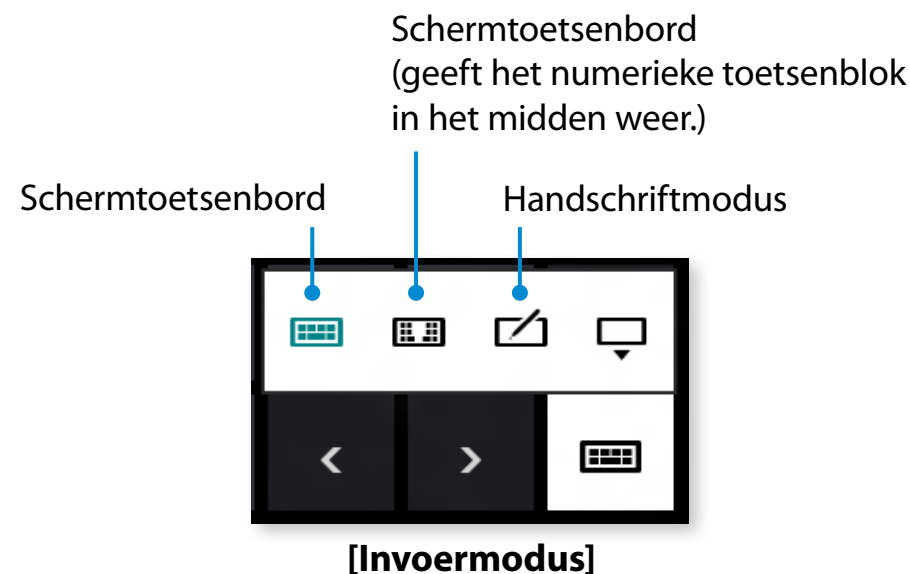 Schermtoetsenbord
(geeft het numerieke toetsenblok
in het midden weer.)
Schermtoetsenbord
Handschriftmodus
[Invoermodus]